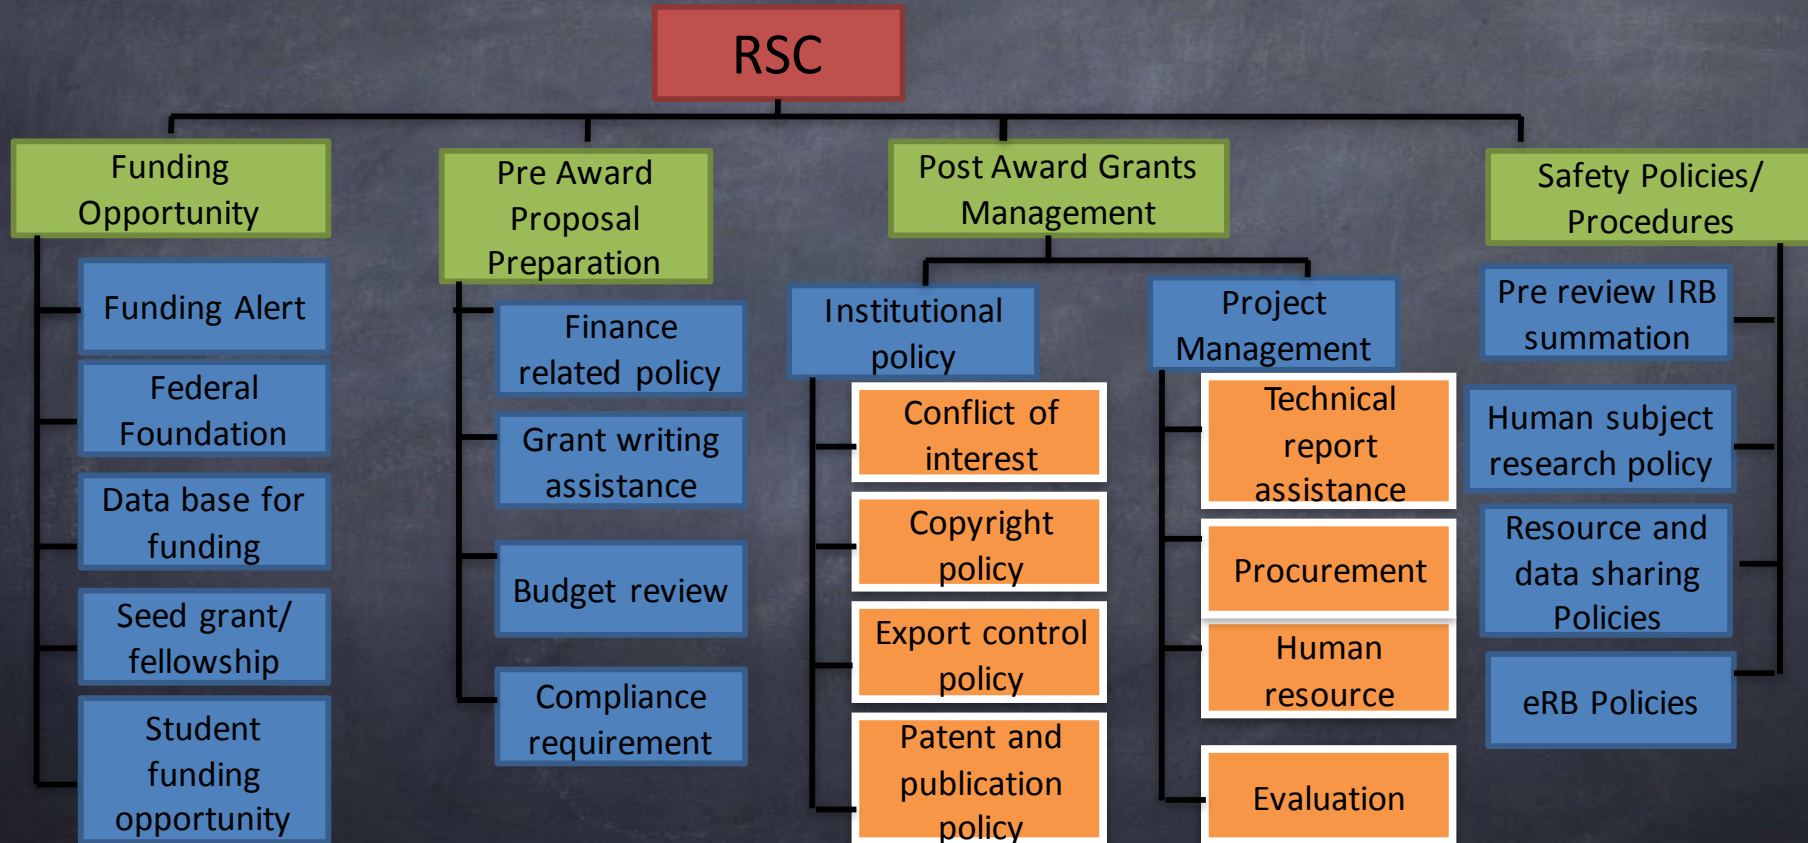 RSC
Funding
Opportunity
Funding Alert
Federal
Foundation
Data base for
funding
Seed grant/
fellowship
Student
funding
opportunity
Pre Award
Proposal
Preparation
Finance
related policy
Grant writing
assistance
Budget review
Compliance
requirement
Post Award Grants
Management
Institutional
policy
Conflict of
interest
Copyright
policy
Export control
policy
Patent and
publication
policy
Project
Management
Technical
report
assistance
Procurement
Human
resource
Evaluation
Safety Policies/
Procedures
Pre review IRB
summation
Human subject
research policy
Resource and
data sharing
Policies
eRB Policies